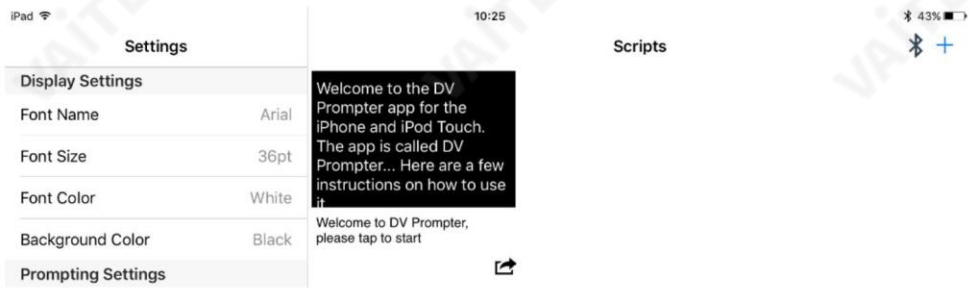 iPad 10:25 43%
Settings
Scripts
Display Settings
Font Name Arial
Font Size 36pt
Font Color White
Background Color Black
Prompting Settings
Welcome to the DV
Prompter app for the
iPhone and iPod Touch.
The app is called DV
Prompter... Here are a few
instructions on how to use
it
Welcome to DV Prompter,
please tap to start